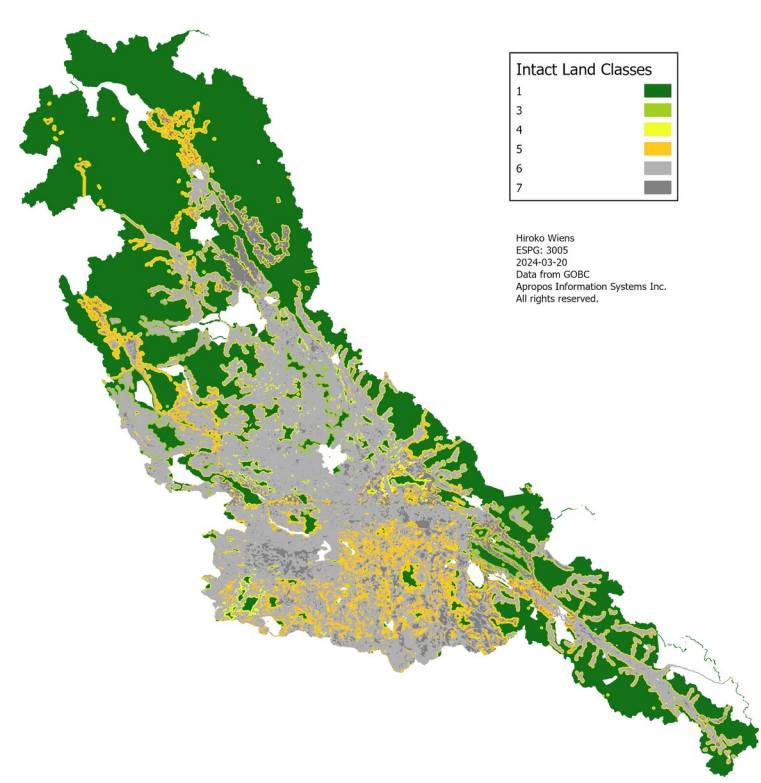 Intact Land Classes
1
3
4
5
6
7
Hiroko Wiens
ESPG: 3005
2024-03-20
Data from GOBC
Apropos Information Systems Inc.
All rights reserved.